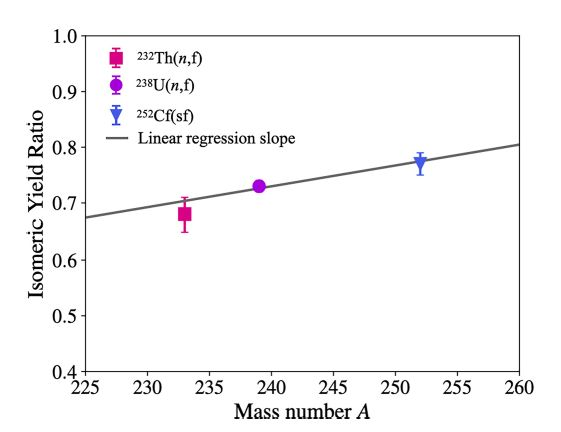 1.0
0.9
0.8
0.7
0.6
0.5
0.4
Isomeric Yield Ratio
²³²Th(n,f)
²³⁸U(n,f)
²⁵²Cf(sf)
Linear regression slope
225 230 235 240 245 250 255 260
Mass number A